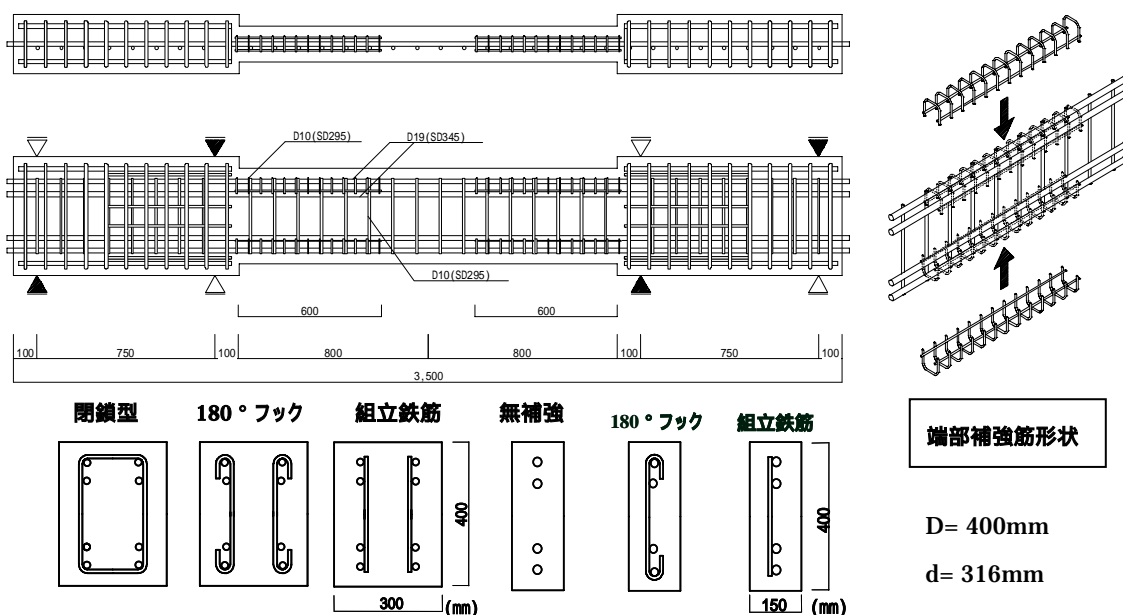 D10(SD295)
D19(SD345)
D10(SD295)
600
600
100
750
100
800
800
100
750
100
3,500
閉鎖型
180°フック
組立鉄筋
無補強
180°フック
組立鉄筋
400
300
(mm)
400
150
(mm)
端部補強筋形状
D= 400mm
d= 316mm